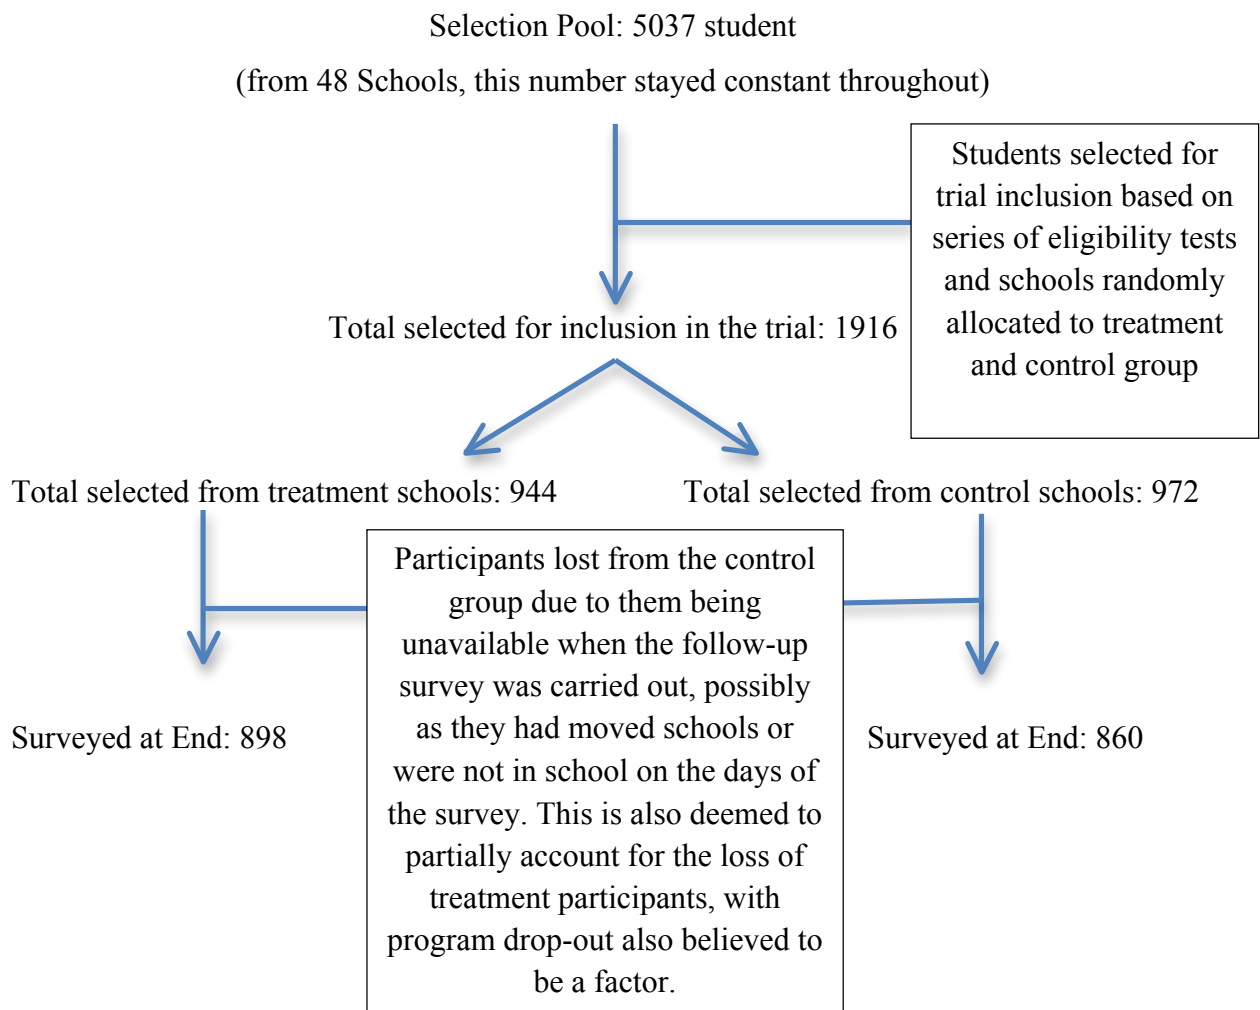 Selection Pool: 5037 student
(from 48 Schools, this number stayed constant throughout)
Students selected for
trial inclusion based on
series of eligibility tests
and schools randomly
allocated to treatment
and control group
Total selected for inclusion in the trial: 1916
Total selected from treatment schools: 944
Total selected from control schools: 972
Participants lost from the control
group due to them being
unavailable when the follow-up
survey was carried out, possibly
as they had moved schools or
were not in school on the days of
the survey. This is also deemed to
partially account for the loss of
treatment participants, with
program drop-out also believed to
be a factor.
Surveyed at End: 898
Surveyed at End: 860